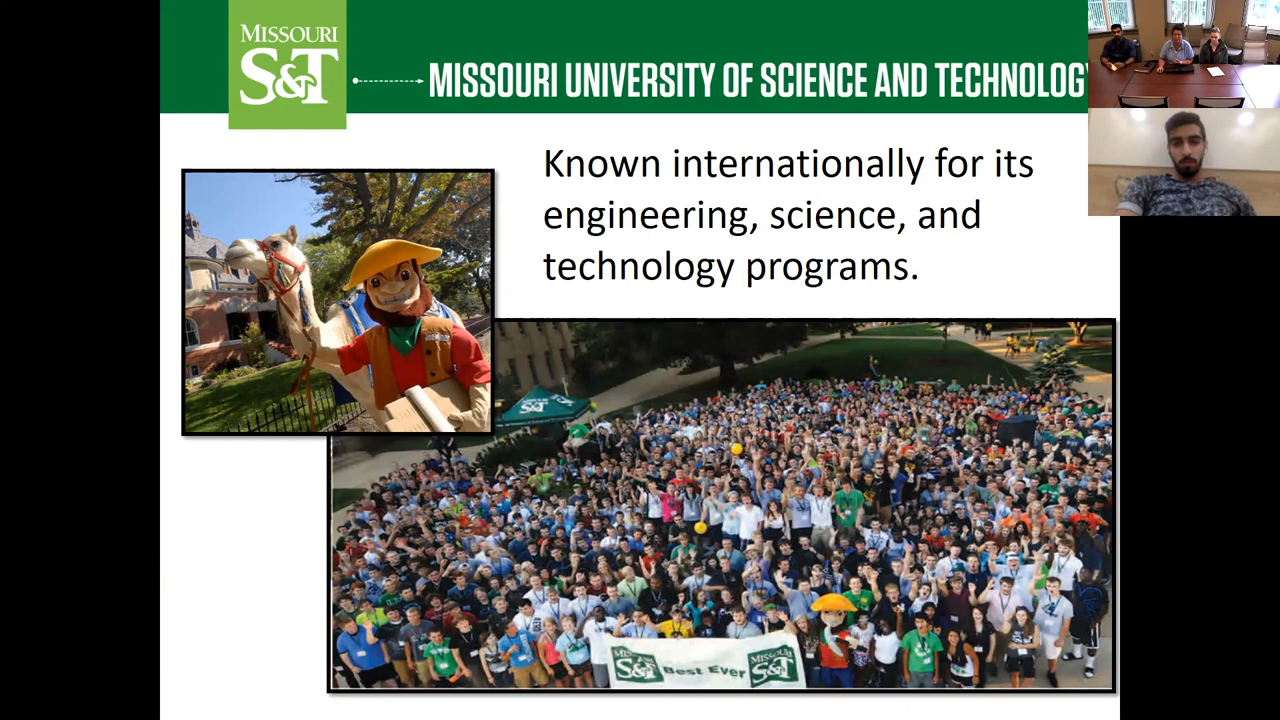 MISSOURI
S&T
MISSOURI UNIVERSITY OF SCIENCE AND TECHNOLOGY
Known internationally for its
engineering, science, and
technology programs.
S&T
MISSOURI
S&T
Best Ever
MISSOURI
S&T